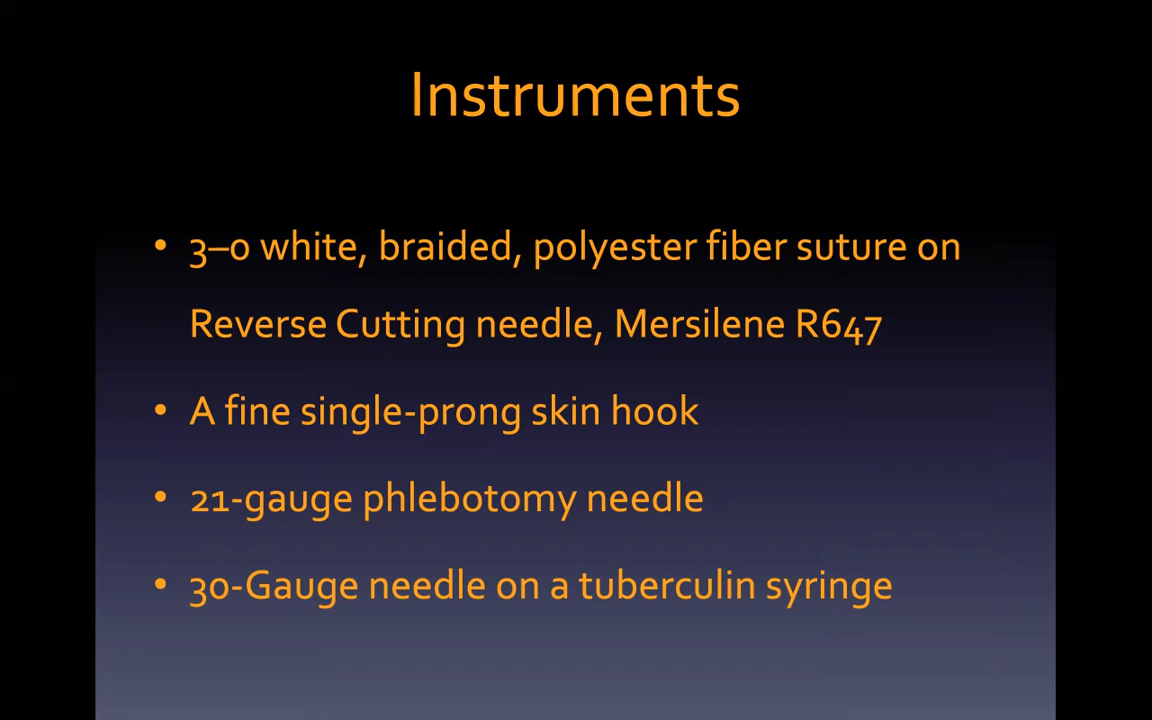 Instruments
• 3–0 white, braided, polyester fiber suture on
Reverse Cutting needle, Mersilene R647
• A fine single-prong skin hook
• 21-gauge phlebotomy needle
• 30-Gauge needle on a tuberculin syringe